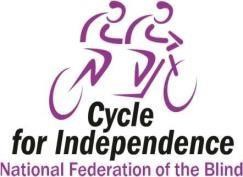 Cycle
for Independence
National Federation of the Blind